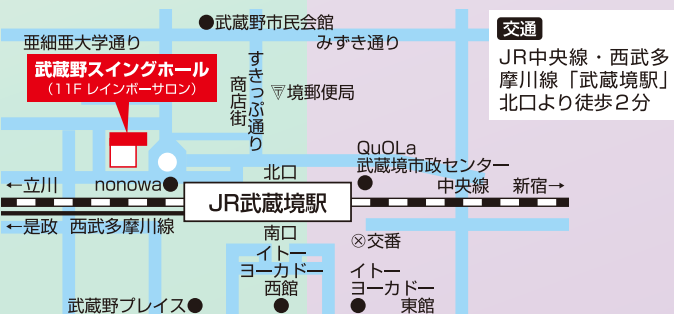 ●武蔵野市民会館
亜細亜大学通り
みずき通り
武蔵野スイングホール
(11F レインボーサロン)
すきっぷ通り
商店街
〒境郵便局
交通
JR中央線・西武多
摩川線「武蔵境駅」
北口より徒歩2分
QuOLa
武蔵境市政センター
北口
←立川
nonowa●
中央線
新宿→
JR武蔵境駅
←是政
西武多摩川線
南口
交番
イトー
ヨーカドー
西館
イトー
ヨーカドー
東館
武蔵野プレイス●